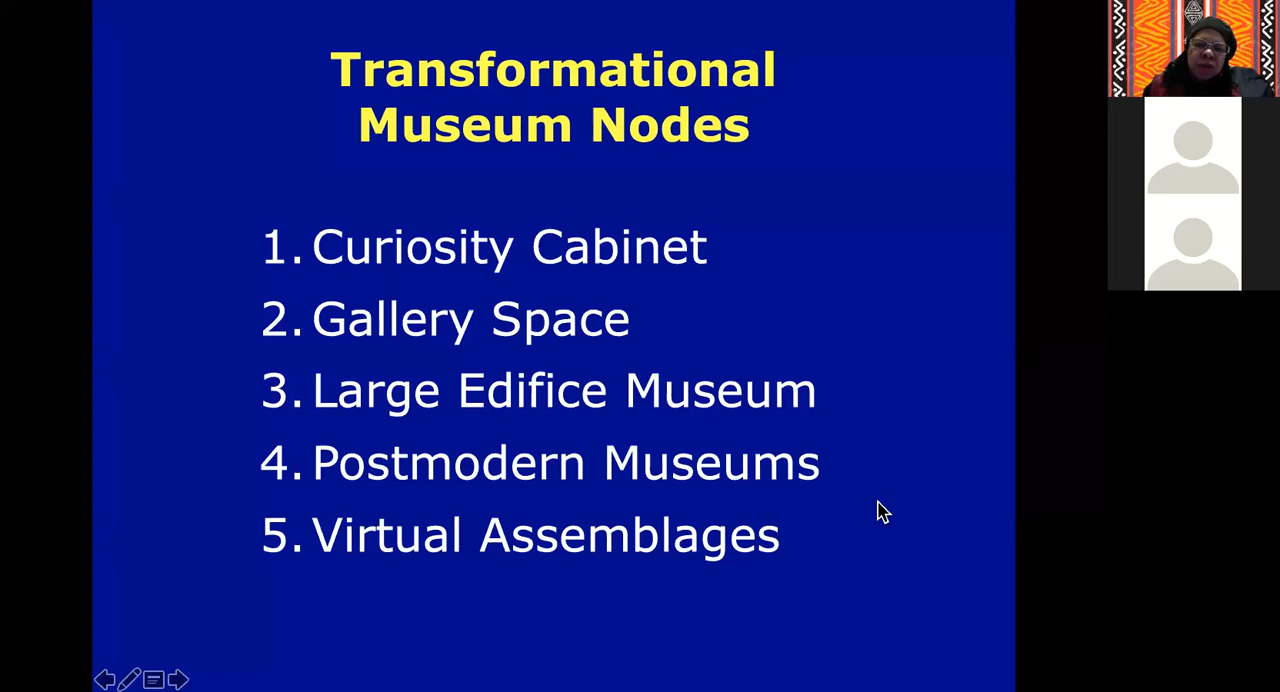 Transformational
Museum Nodes
1. Curiosity Cabinet
2. Gallery Space
3. Large Edifice Museum
4. Postmodern Museums
5. Virtual Assemblages